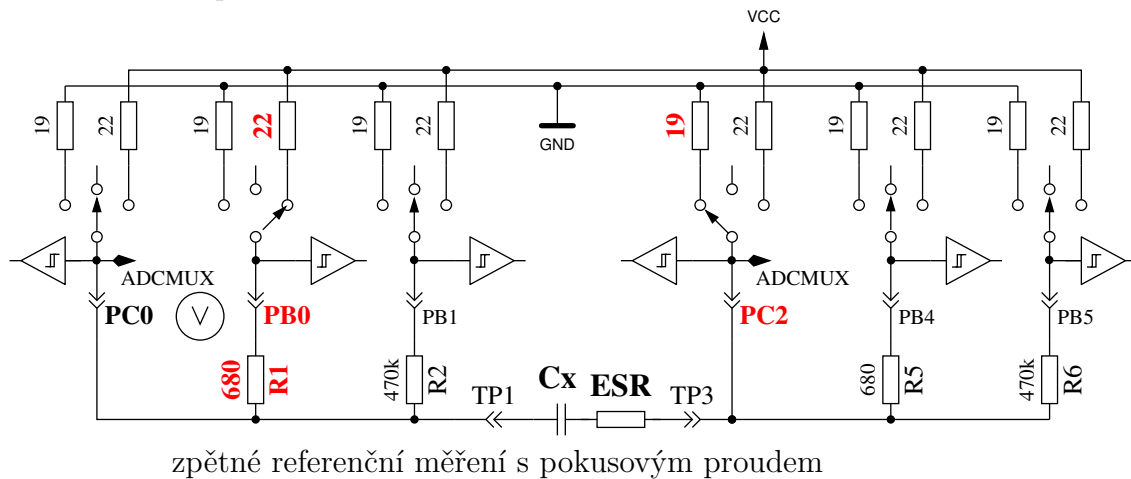 VCC
19
22
19
22
19
22
GND
19
22
19
22
19
22
ADCMUX
ADCMUX
PC0
V
PB0
PB1
PC2
PB4
PB5
680
R1
470k
R2
TP1
Cx
ESR
TP3
680
R5
470k
R6
zpětné referenční měření s pokusovým proudem